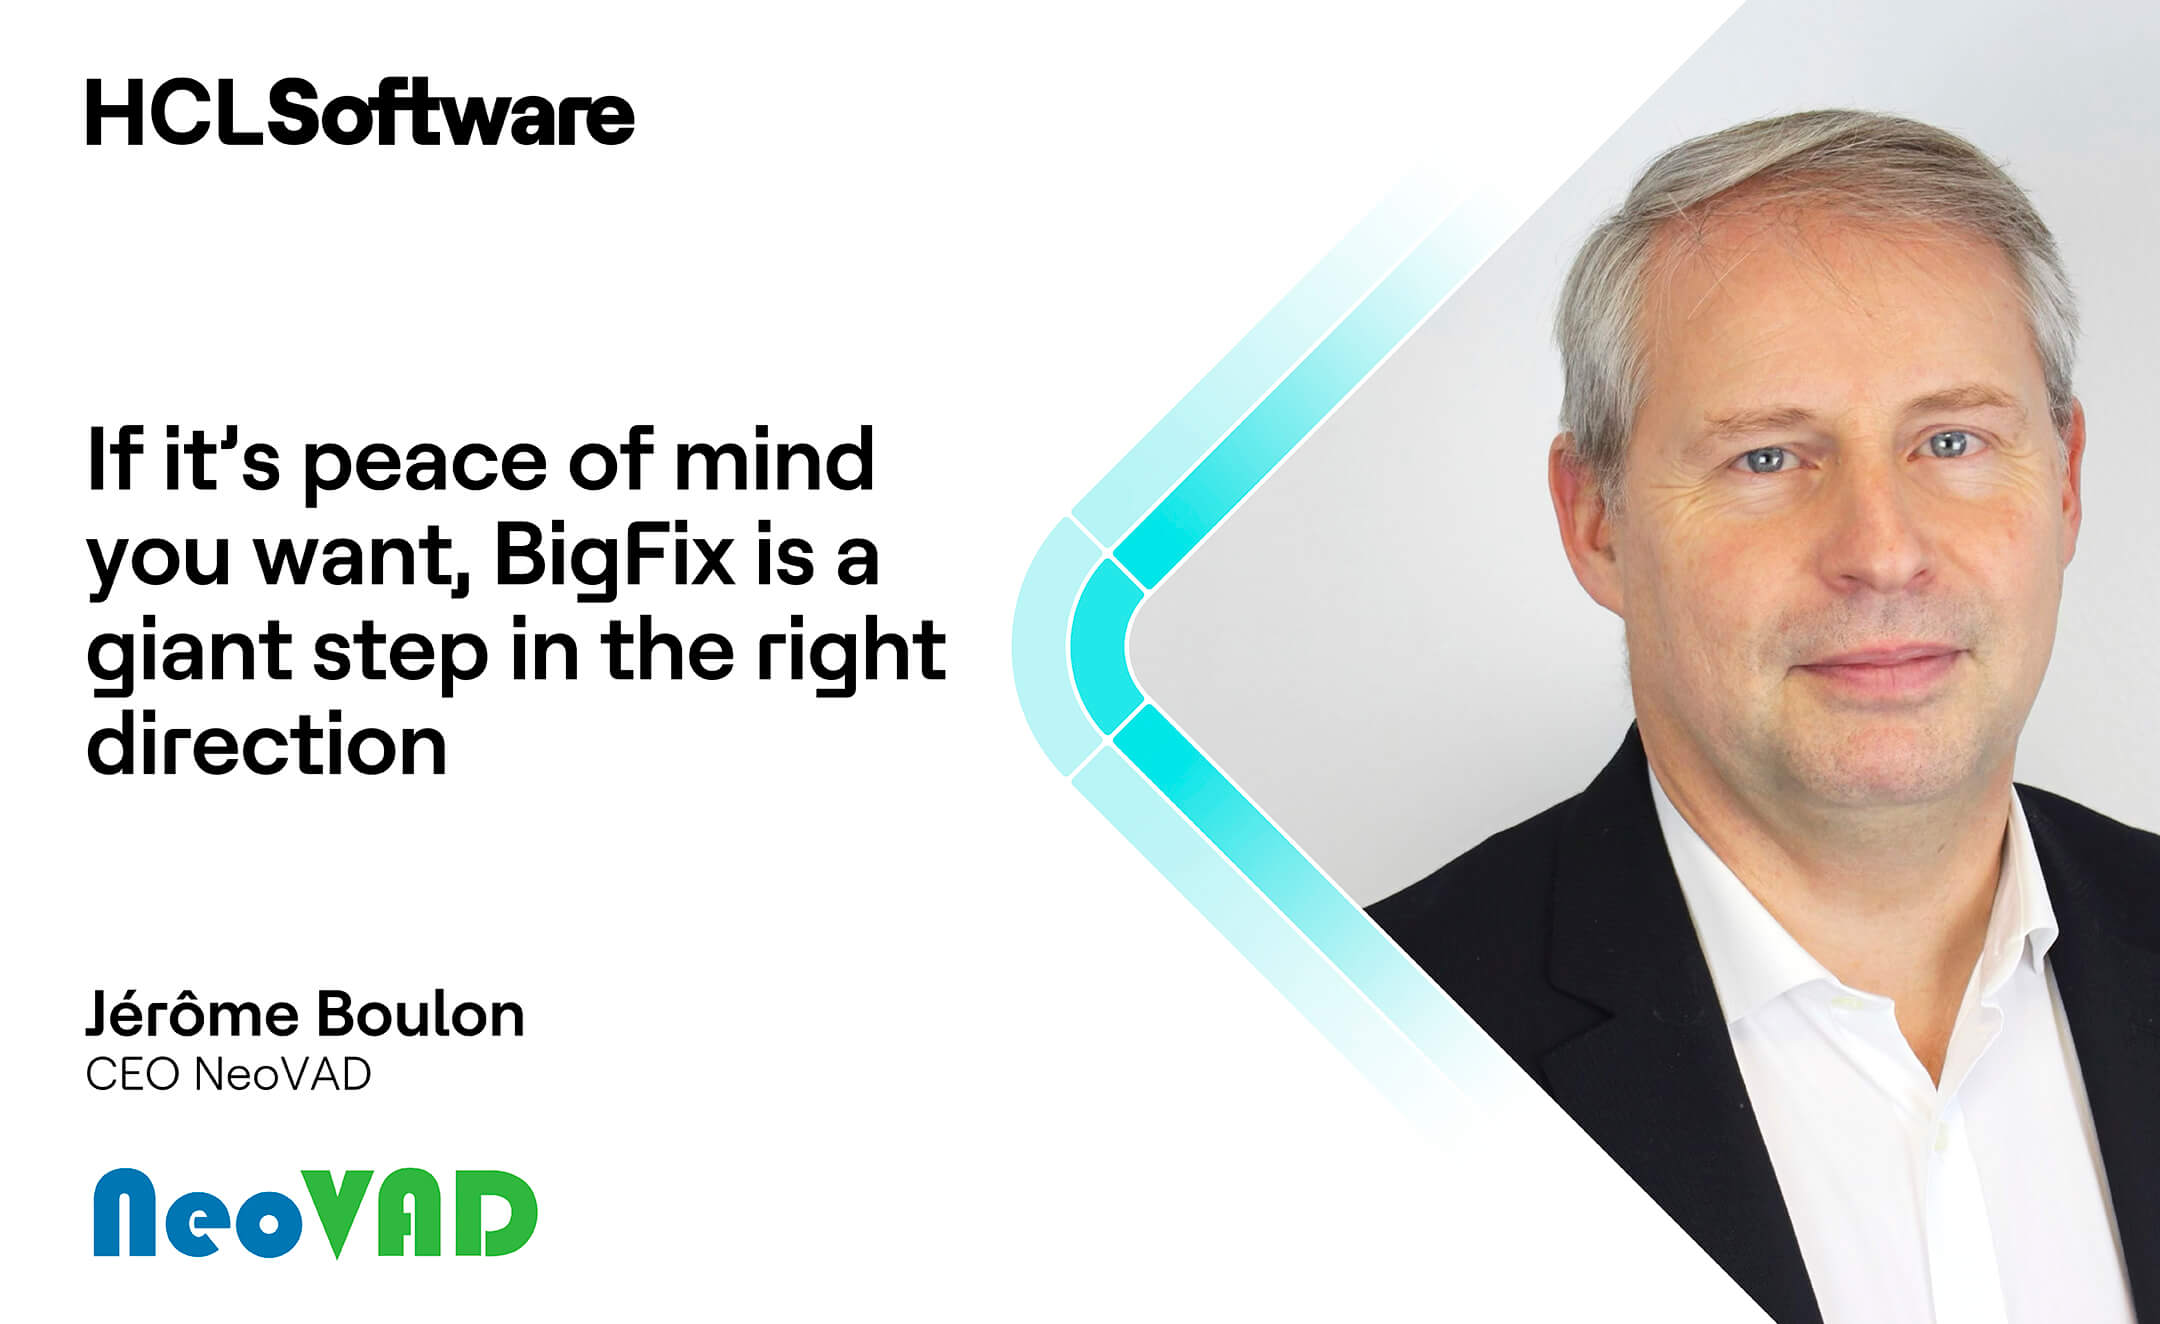 HCLSoftware
If it’s peace of mind
you want, BigFix is a
giant step in the right
direction
Jérôme Boulon
CEO NeoVAD
NeoVAD